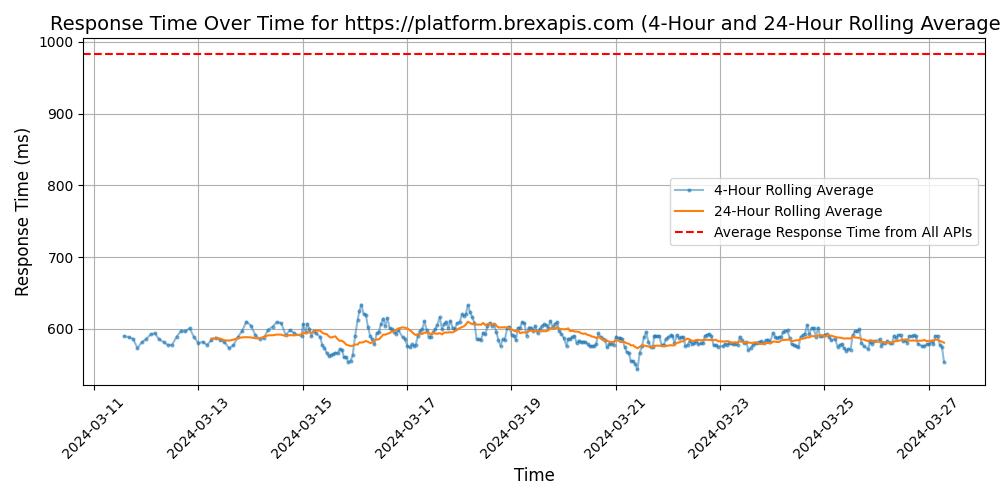 Response Time Over Time for https://platform.brexapis.com (4-Hour and 24-Hour Rolling Average
Response Time (ms)
1000
900
800
700
600
4-Hour Rolling Average
24-Hour Rolling Average
Average Response Time from All APIs
2024-03-11
2024-03-13
2024-03-15
2024-03-17
2024-03-19
2024-03-21
2024-03-23
2024-03-25
2024-03-27
Time